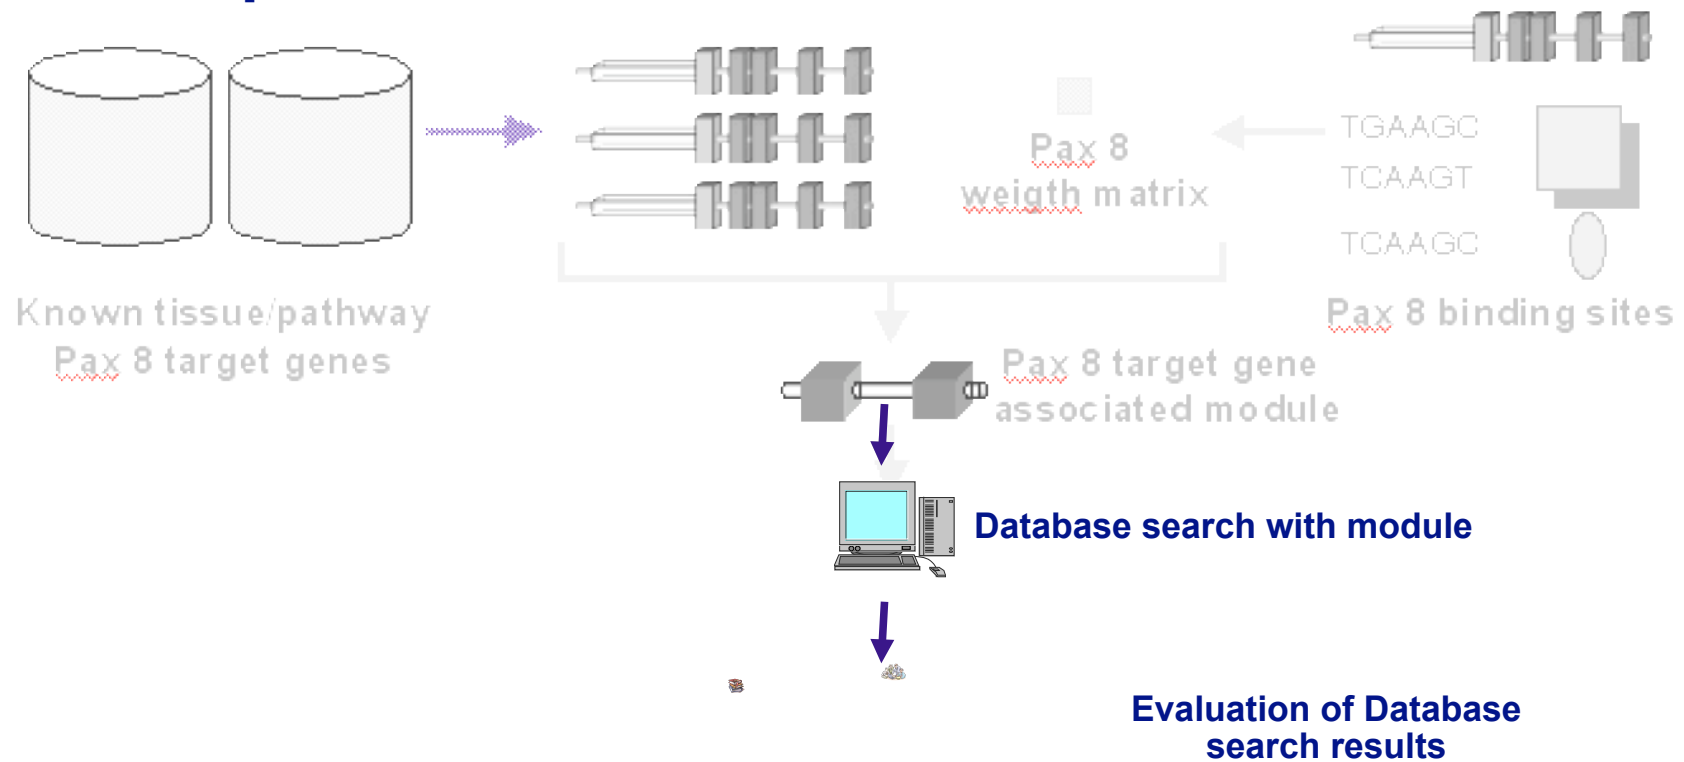 TGAAGC
TCAAGT
TCAAGC
Pax 8
weigth matrix
Known tissue/pathway
Pax 8 target genes
Pax 8 binding sites
Pax 8 target gene
associated module
Database search with module
Evaluation of Database
search results